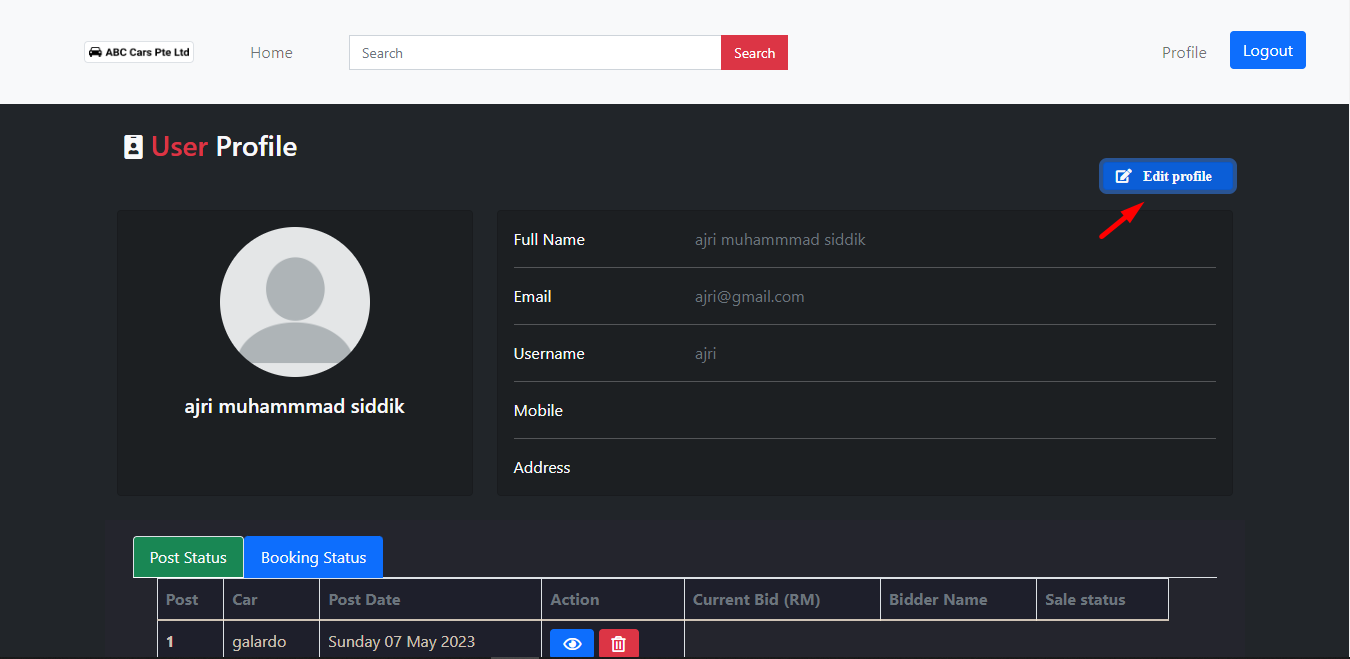 ABC Cars Pte Ltd Home Search Search Profile Logout
User Profile
Edit profile
Full Name ajri muhammmad siddik
Email ajri@gmail.com
Username ajri
ajri muhammmad siddik
Mobile
Address
Post Status Booking Status
Post Car Post Date Action Current Bid (RM) Bidder Name Sale status
1 galardo Sunday 07 May 2023